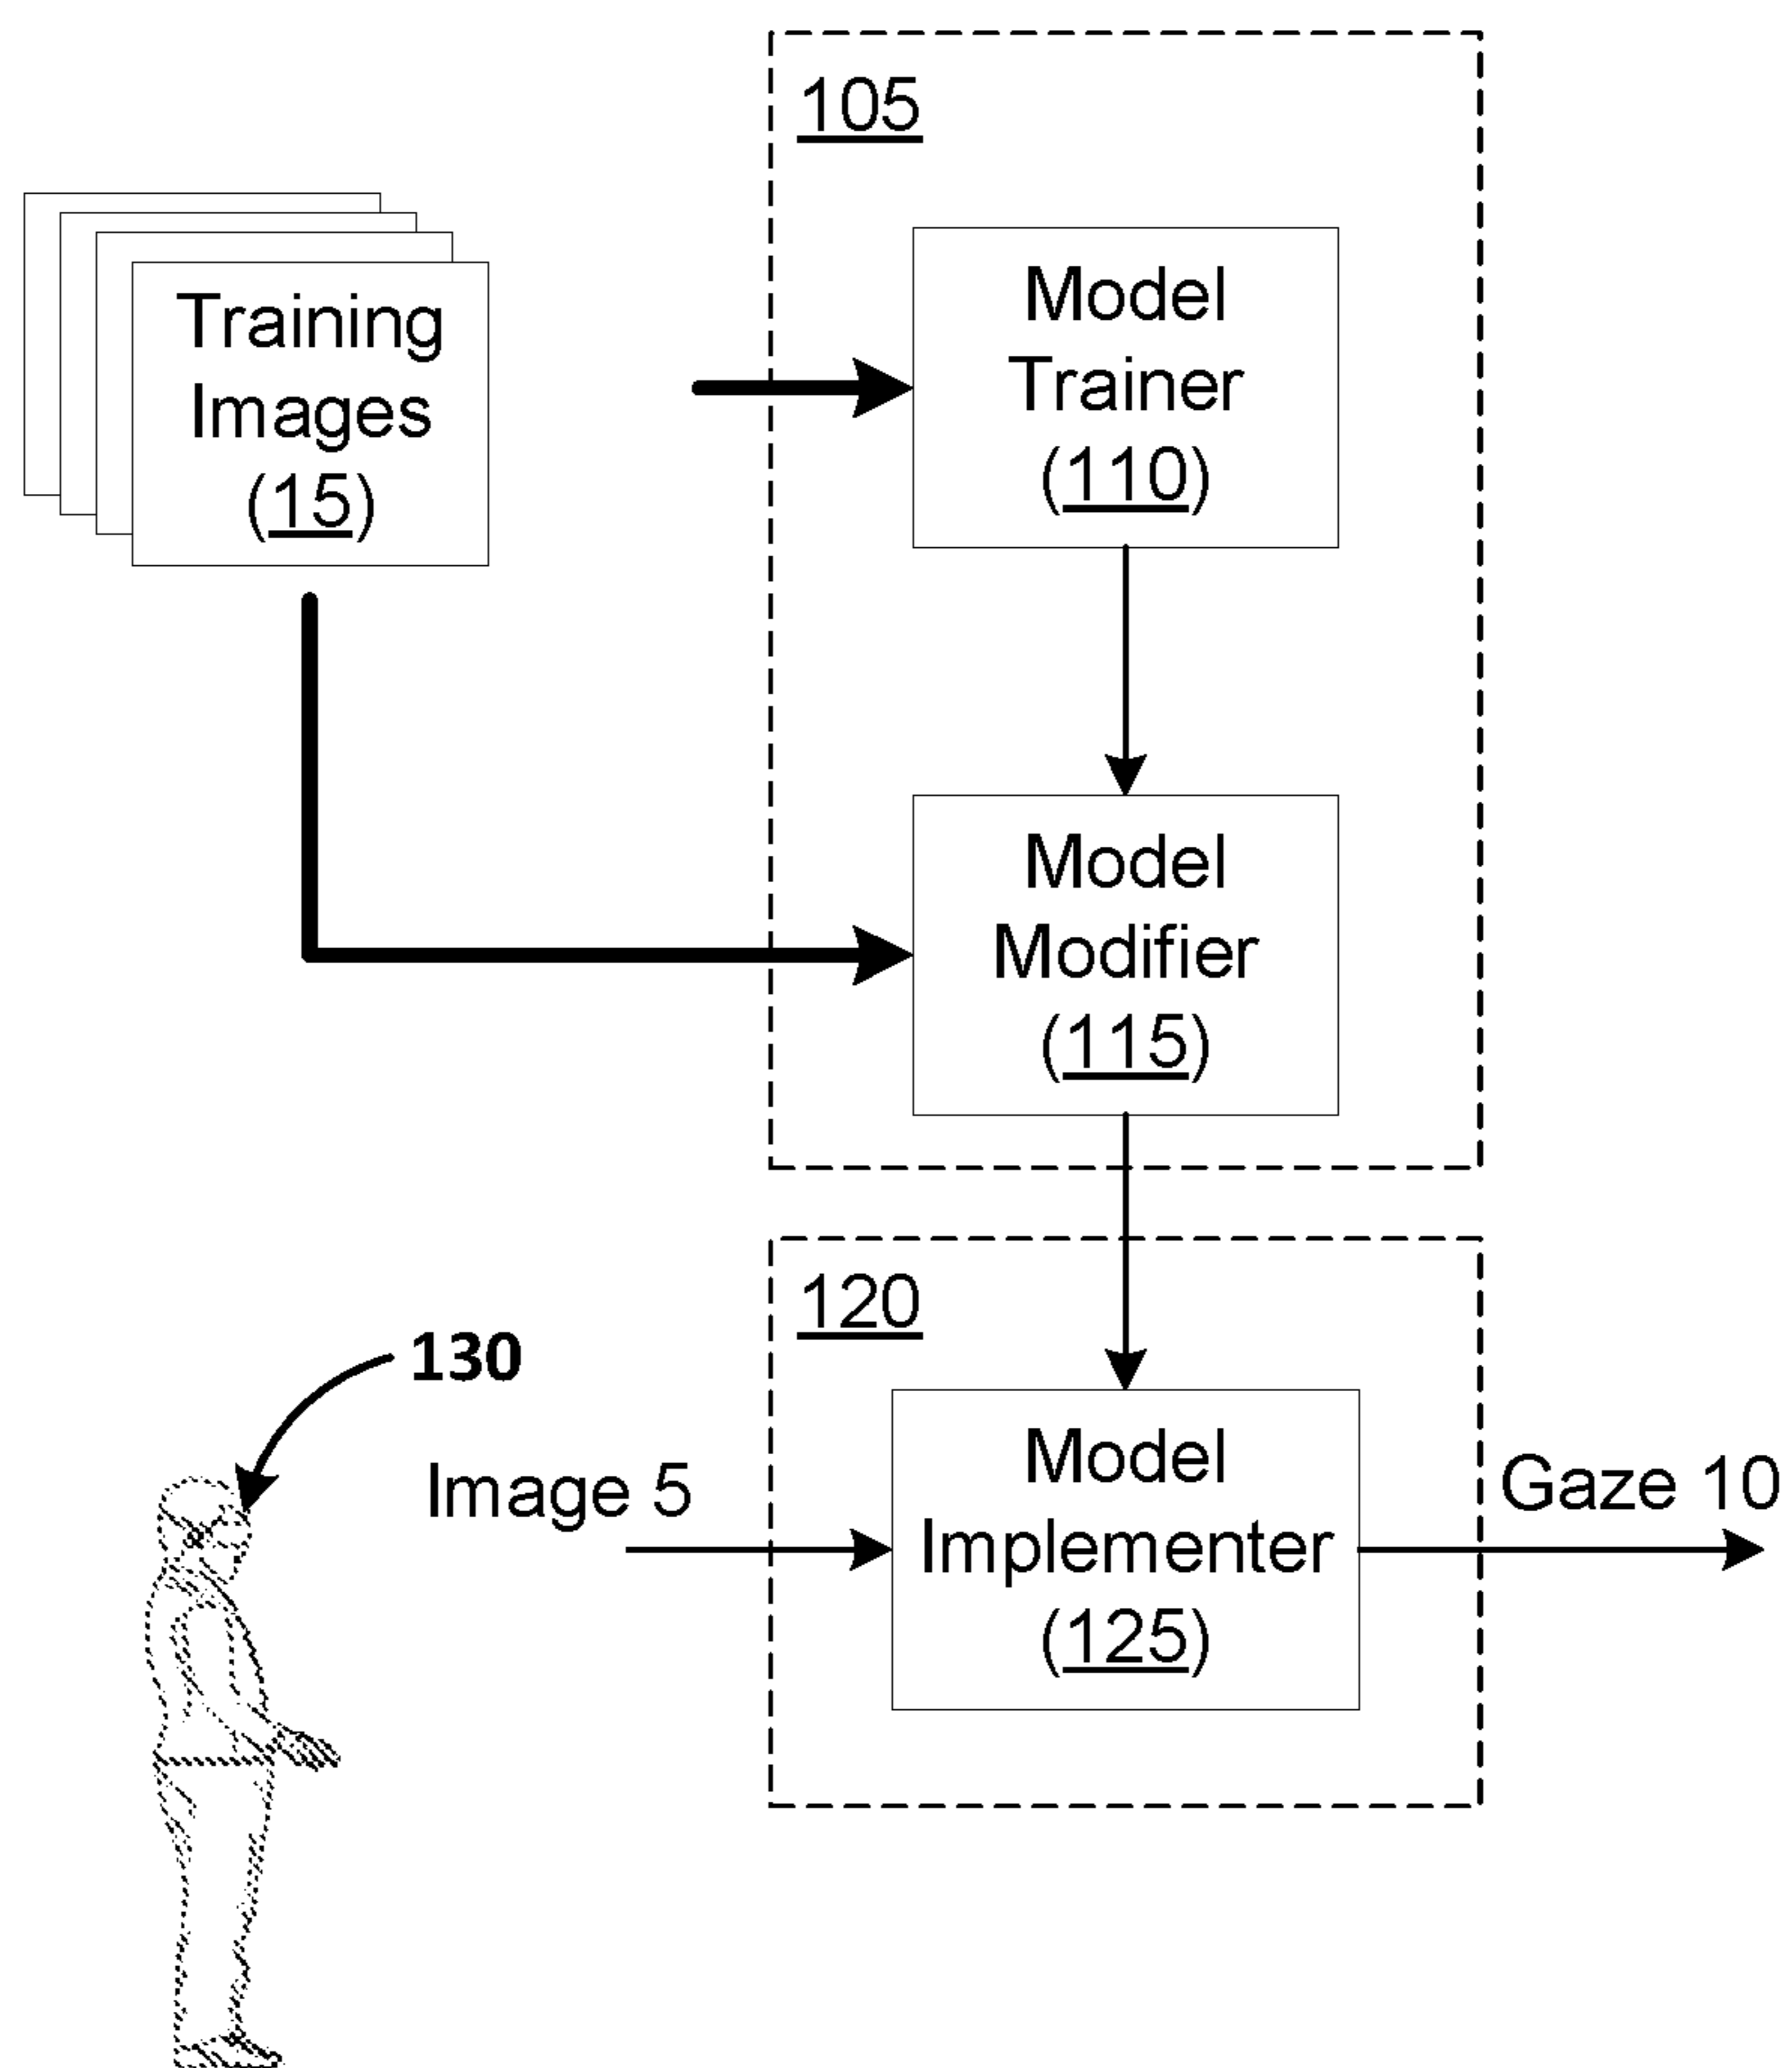 105
Training
Images
(15)
Model
Trainer
(110)
Model
Modifier
(115)
120
130
Image 5
Model
Implementer
(125)
Gaze 10